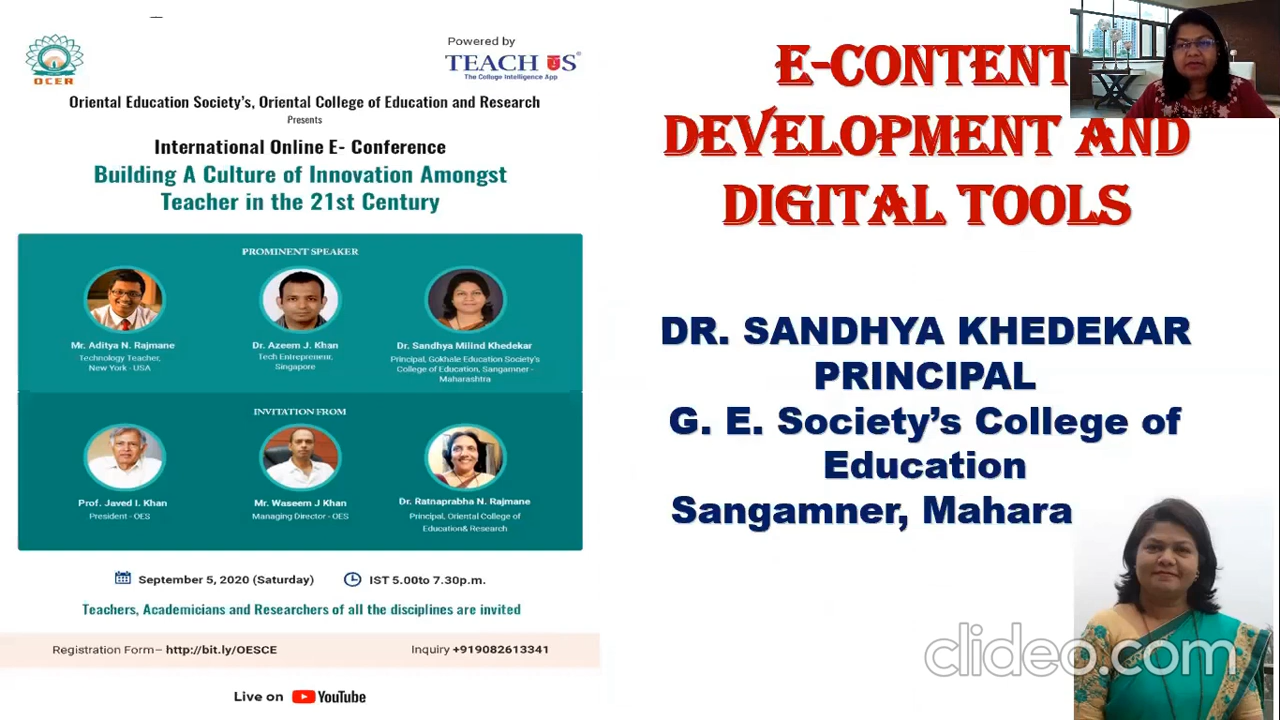 OCER
Powered by
TEACH US
The College Intelligence App
Oriental Education Society's, Oriental College of Education and Research
Presents
International Online E- Conference
Building A Culture of Innovation Amongst
Teacher in the 21st Century
PROMINENT SPEAKER
Mr. Aditya N. Rajmane
Technology Teacher,
New York - USA
Dr. Azeem J. Khan
Tech Entrepreneur,
Singapore
Dr. Sandhya Milind Khedekar
Principal, Gokhale Education Society's
College of Education, Sangamner -
Maharashtra
INVITATION FROM
Prof. Javed I. Khan
President - OES
Mr. Waseem J Khan
Managing Director - OES
Dr. Ratnaprabha N. Rajmane
Principal, Oriental College of
Education& Research
September 5, 2020 (Saturday)
IST 5.00to 7.30p.m.
Teachers, Academicians and Researchers of all the disciplines are invited
Registration Form– http://bit.ly/OESCE
Inquiry +919082613341
Live on YouTube
E-CONTENT
DEVELOPMENT AND
DIGITAL TOOLS
DR. SANDHYA KHEDEKAR
PRINCIPAL
G. E. Society's College of
Education
Sangamner, Mahara
clideo.com